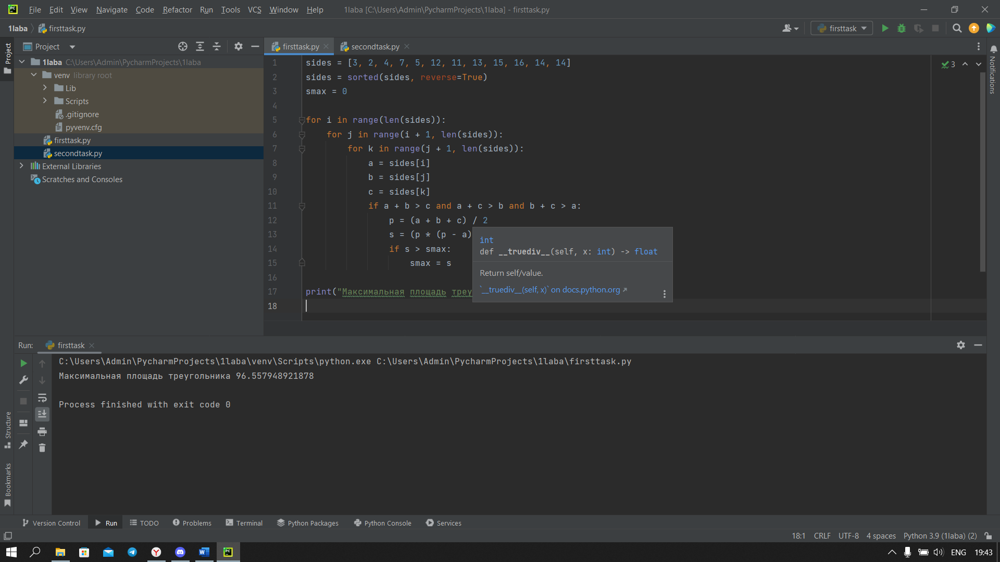 File Edit View Navigate Code Refactor Run Tools VCS Window Help 1laba [C:\Users\Admin\PycharmProjects\1laba] - firsttask.py
1laba firsttask.py firsttask
Project
Project
firsttask.py secondtask.py
Notifications
1laba C:\Users\Admin\PycharmProjects\1laba
venv library root
Lib
Scripts
.gitignore
pyvenv.cfg
firsttask.py
secondtask.py
External Libraries
Scratches and Consoles
3
1 sides = [3, 2, 4, 7, 5, 12, 11, 13, 15, 16, 14, 14]
2 sides = sorted(sides, reverse=True)
3 smax = 0
4
5 for i in range(len(sides)):
6 for j in range(i + 1, len(sides)):
7 for k in range(j + 1, len(sides)):
8 a = sides[i]
9 b = sides[j]
10 c = sides[k]
11 if a + b > c and a + c > b and b + c > a:
12 p = (a + b + c) / 2
13 s = (p * (p - a)
14 if s > smax:
15 smax = s
16
17 print("Максимальная площадь треу
18
int
def __truediv__(self, x: int) -> float
Return self/value.
`__truediv__(self, x)` on docs.python.org
Run: firsttask
C:\Users\Admin\PycharmProjects\1laba\venv\Scripts\python.exe C:\Users\Admin\PycharmProjects\1laba\firsttask.py
Максимальная площадь треугольника 96.557948921878
Process finished with exit code 0
Structure
Bookmarks
Version Control Run TODO Problems Terminal Python Packages Python Console Services
18:1 CRLF UTF-8 4 spaces Python 3.9 (1laba) (2)
ENG 19:43